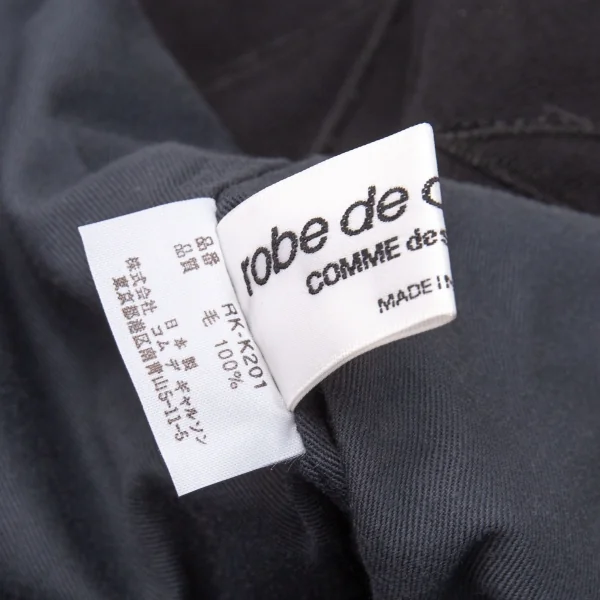 robe de
COMME des
MADE IN
品番 RK-K201
品質 毛 100%
日本製
株式会社 コム デ ギャルソン
東京都港区南青山5-11-5